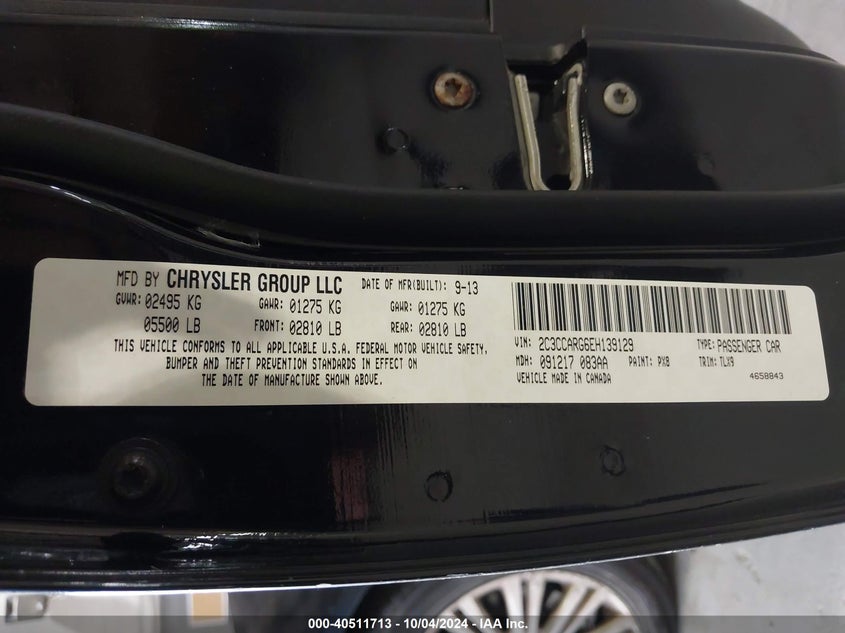 MFD BY CHRYSLER GROUP LLC DATE OF MFR(BUILT): 9-13
GVWR: 02495 KG GAWR: 01275 KG GAWR: 01275 KG
05500 LB FRONT: 02810 LB REAR: 02810 LB
THIS VEHICLE CONFORMS TO ALL APPLICABLE U.S.A. FEDERAL MOTOR VEHICLE SAFETY,
BUMPER AND THEFT PREVENTION STANDARDS IN EFFECT ON
THE DATE OF MANUFACTURE SHOWN ABOVE.
VIN: 2C3CCARG6EH139129 TYPE: PASSENGER CAR
MDH: 091217 083AA PAINT: PX8 TRIM: TLX9
VEHICLE MADE IN CANADA 4658843
000-40511713 - 10/04/2024 - IAA Inc.